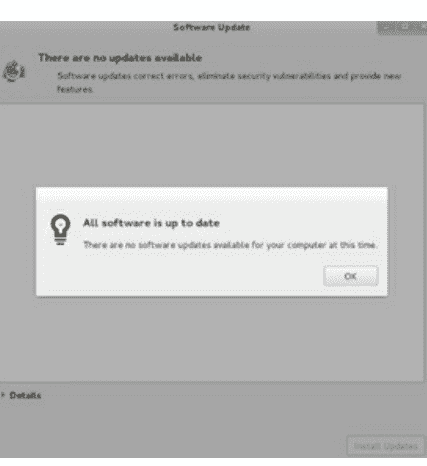 Software Update
There are no updates available
Software updates correct errors, eliminate security vulnerabilities and provide new
features.
All software is up to date
There are no software updates available for your computer at this time.
OK
Details
Install Updates